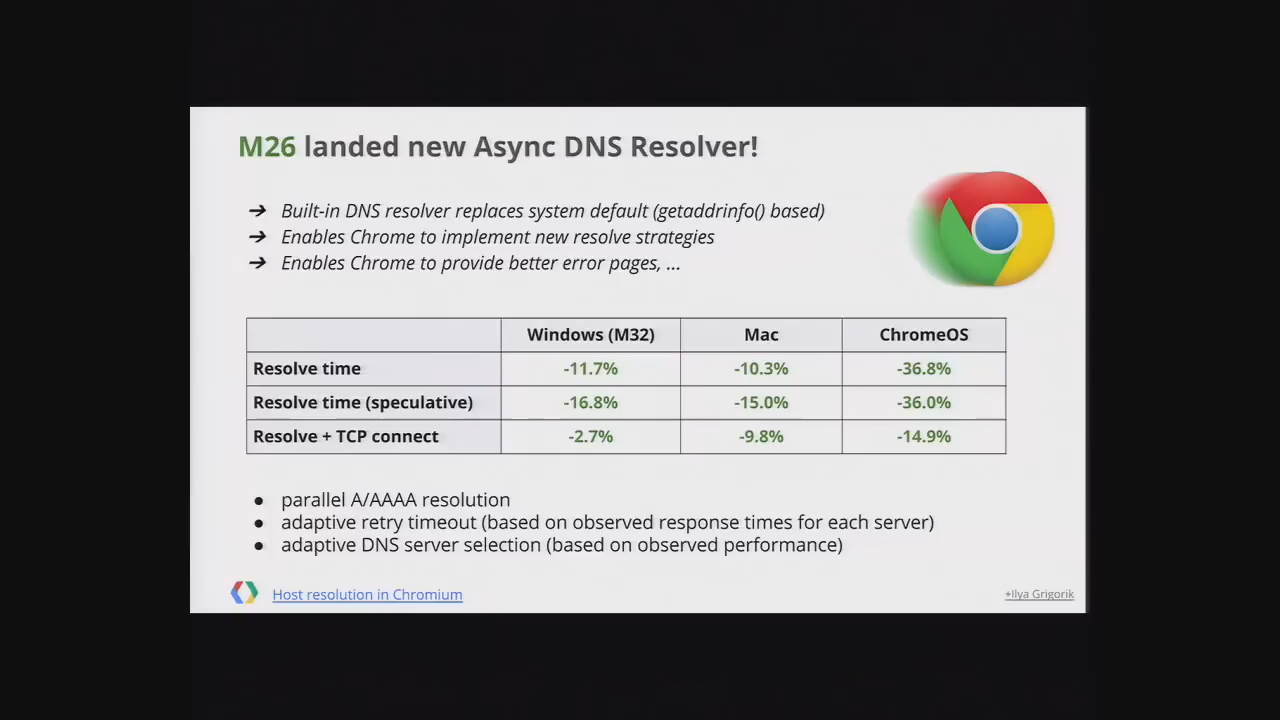 M26 landed new Async DNS Resolver!
➔ Built-in DNS resolver replaces system default (getaddrinfo() based)
➔ Enables Chrome to implement new resolve strategies
➔ Enables Chrome to provide better error pages, ...
Windows (M32) Mac ChromeOS
Resolve time -11.7% -10.3% -36.8%
Resolve time (speculative) -16.8% -15.0% -36.0%
Resolve + TCP connect -2.7% -9.8% -14.9%
● parallel A/AAAA resolution
● adaptive retry timeout (based on observed response times for each server)
● adaptive DNS server selection (based on observed performance)
Host resolution in Chromium
+Ilya Grigorik